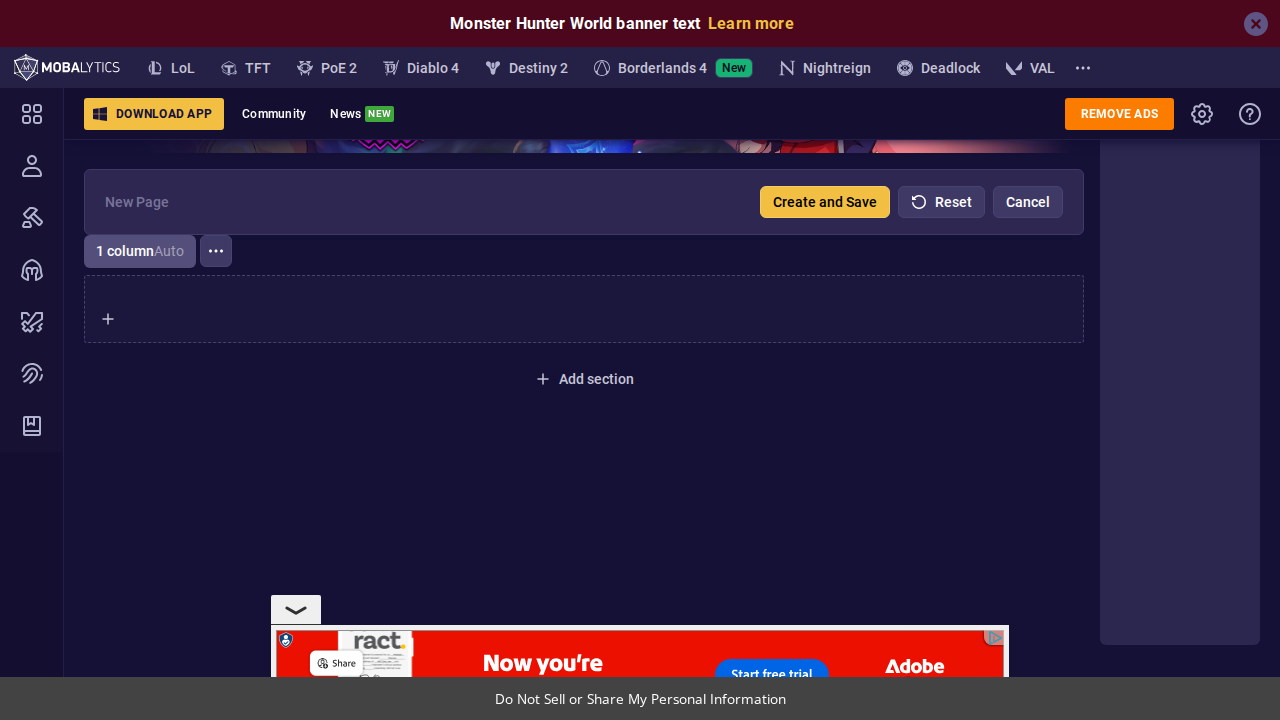 Monster Hunter World banner text Learn more
MOBALYTICS LoL TFT PoE 2 Diablo 4 Destiny 2 Borderlands 4 New Nightreign Deadlock VAL
DOWNLOAD APP Community News NEW REMOVE ADS
New Page Create and Save Reset Cancel
1 column Auto
Add section
ract.
Share
Now you're
Start free trial
Adobe
Do Not Sell or Share My Personal Information